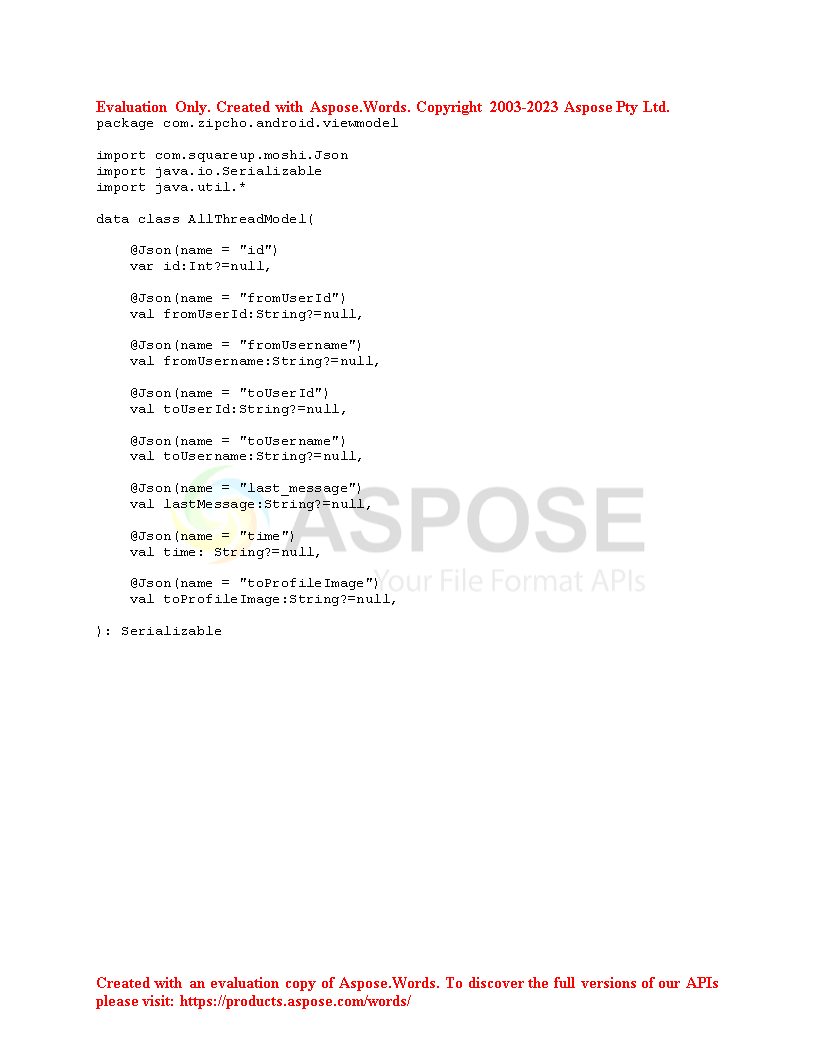 Evaluation Only. Created with Aspose.Words. Copyright 2003-2023 Aspose Pty Ltd.
package com.zipcho.android.viewmodel
import com.squareup.moshi.Json
import java.io.Serializable
import java.util.*
data class AllThreadModel(
@Json(name = "id")
var id:Int?=null,
@Json(name = "fromUserId")
val fromUserId:String?=null,
@Json(name = "fromUsername")
val fromUsername:String?=null,
@Json(name = "toUserId")
val toUserId:String?=null,
@Json(name = "toUsername")
val toUsername:String?=null,
@Json(name = "last_message")
val lastMessage:String?=null,
ASPOSE
@Json(name = "time")
val time: String?=null,
@Json(name = "toProfileImage")
Your File Format APIs
val toProfileImage:String?=null,
): Serializable
Created with an evaluation copy of Aspose.Words. To discover the full versions of our APIs
please visit: https://products.aspose.com/words/